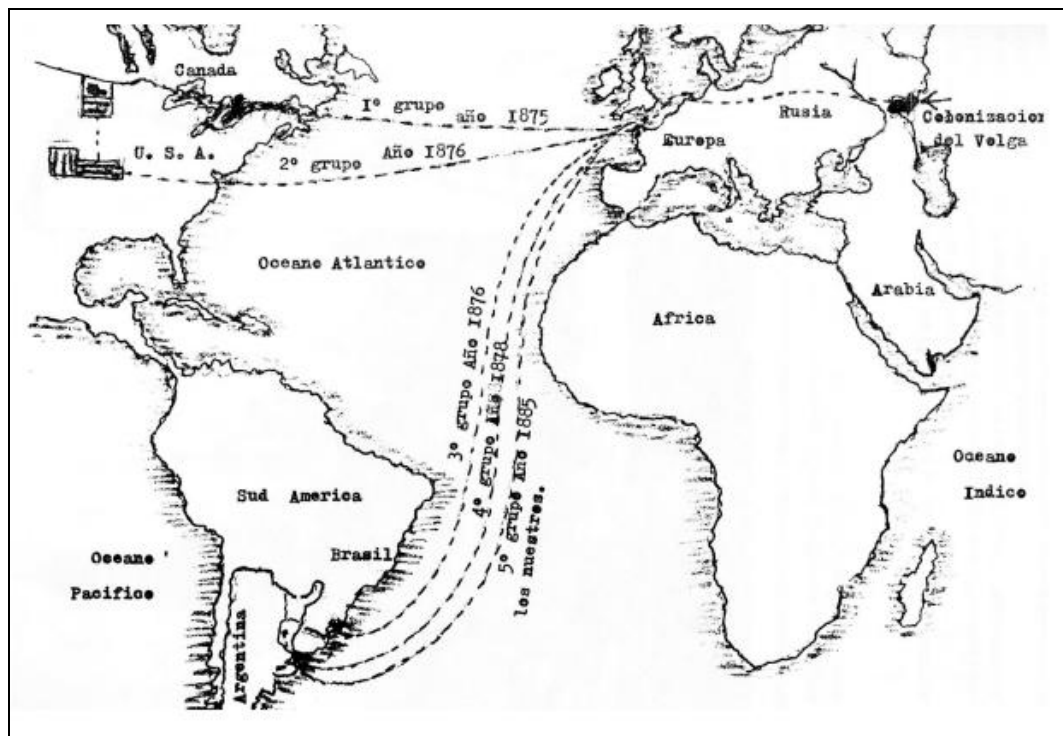 Canada
1º grupo año 1875
Rusia
Colonizacion
del Volga
U. S. A.
2º grupo Año 1876
Europa
Oceano Atlantico
Arabia
Africa
3º grupo Año 1876
4º grupo Año 1878
5º grupo Año 1885
los nuestros.
Oceano
Indico
Sud America
Brasil
Oceano
Pacifico
Argentina